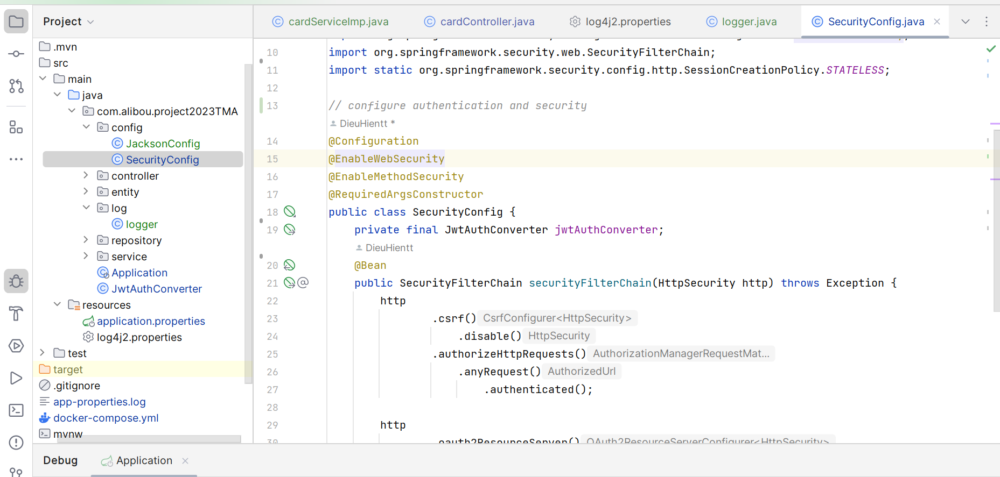 Project
cardServiceImp.java
cardController.java
log4j2.properties
logger.java
SecurityConfig.java
.mvn
src
main
java
com.alibou.project2023TMA
config
JacksonConfig
SecurityConfig
controller
entity
log
logger
repository
service
Application
JwtAuthConverter
resources
application.properties
log4j2.properties
test
target
.gitignore
app-properties.log
docker-compose.yml
mvnw
10 import org.springframework.security.web.SecurityFilterChain;
11 import static org.springframework.security.config.http.SessionCreationPolicy.STATELESS;
12
13 // configure authentication and security
DieuHientt *
14 @Configuration
15 @EnableWebSecurity
16 @EnableMethodSecurity
17 @RequiredArgsConstructor
18 public class SecurityConfig {
19 private final JwtAuthConverter jwtAuthConverter;
DieuHientt
20 @Bean
21 @ public SecurityFilterChain securityFilterChain(HttpSecurity http) throws Exception {
22 http
23 .csrf() CsrfConfigurer<HttpSecurity>
24 .disable() HttpSecurity
25 .authorizeHttpRequests() AuthorizationManagerRequestMat...
26 .anyRequest() AuthorizedUrl
27 .authenticated();
28
29 http
30 .oauth2ResourceServer() OAuth2ResourceServerConfigurer<HttpSecurity>
Debug
Application